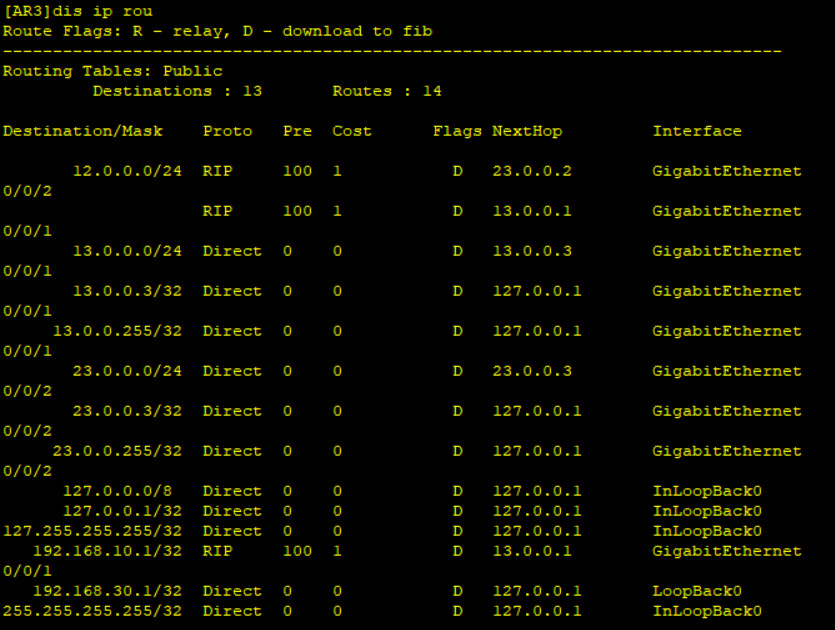 [AR3]dis ip rou
Route Flags: R - relay, D - download to fib
------------------------------------------------------------------------------
Routing Tables: Public
         Destinations : 13       Routes : 14

Destination/Mask    Proto   Pre  Cost      Flags NextHop         Interface

       12.0.0.0/24  RIP     100  1           D   23.0.0.2        GigabitEthernet
0/0/2
                    RIP     100  1           D   13.0.0.1        GigabitEthernet
0/0/1
       13.0.0.0/24  Direct  0    0           D   13.0.0.3        GigabitEthernet
0/0/1
       13.0.0.3/32  Direct  0    0           D   127.0.0.1       GigabitEthernet
0/0/1
     13.0.0.255/32  Direct  0    0           D   127.0.0.1       GigabitEthernet
0/0/1
       23.0.0.0/24  Direct  0    0           D   23.0.0.3        GigabitEthernet
0/0/2
       23.0.0.3/32  Direct  0    0           D   127.0.0.1       GigabitEthernet
0/0/2
     23.0.0.255/32  Direct  0    0           D   127.0.0.1       GigabitEthernet
0/0/2
      127.0.0.0/8   Direct  0    0           D   127.0.0.1       InLoopBack0
      127.0.0.1/32  Direct  0    0           D   127.0.0.1       InLoopBack0
127.255.255.255/32  Direct  0    0           D   127.0.0.1       InLoopBack0
   192.168.10.1/32  RIP     100  1           D   13.0.0.1        GigabitEthernet
0/0/1
   192.168.30.1/32  Direct  0    0           D   127.0.0.1       LoopBack0
255.255.255.255/32  Direct  0    0           D   127.0.0.1       InLoopBack0